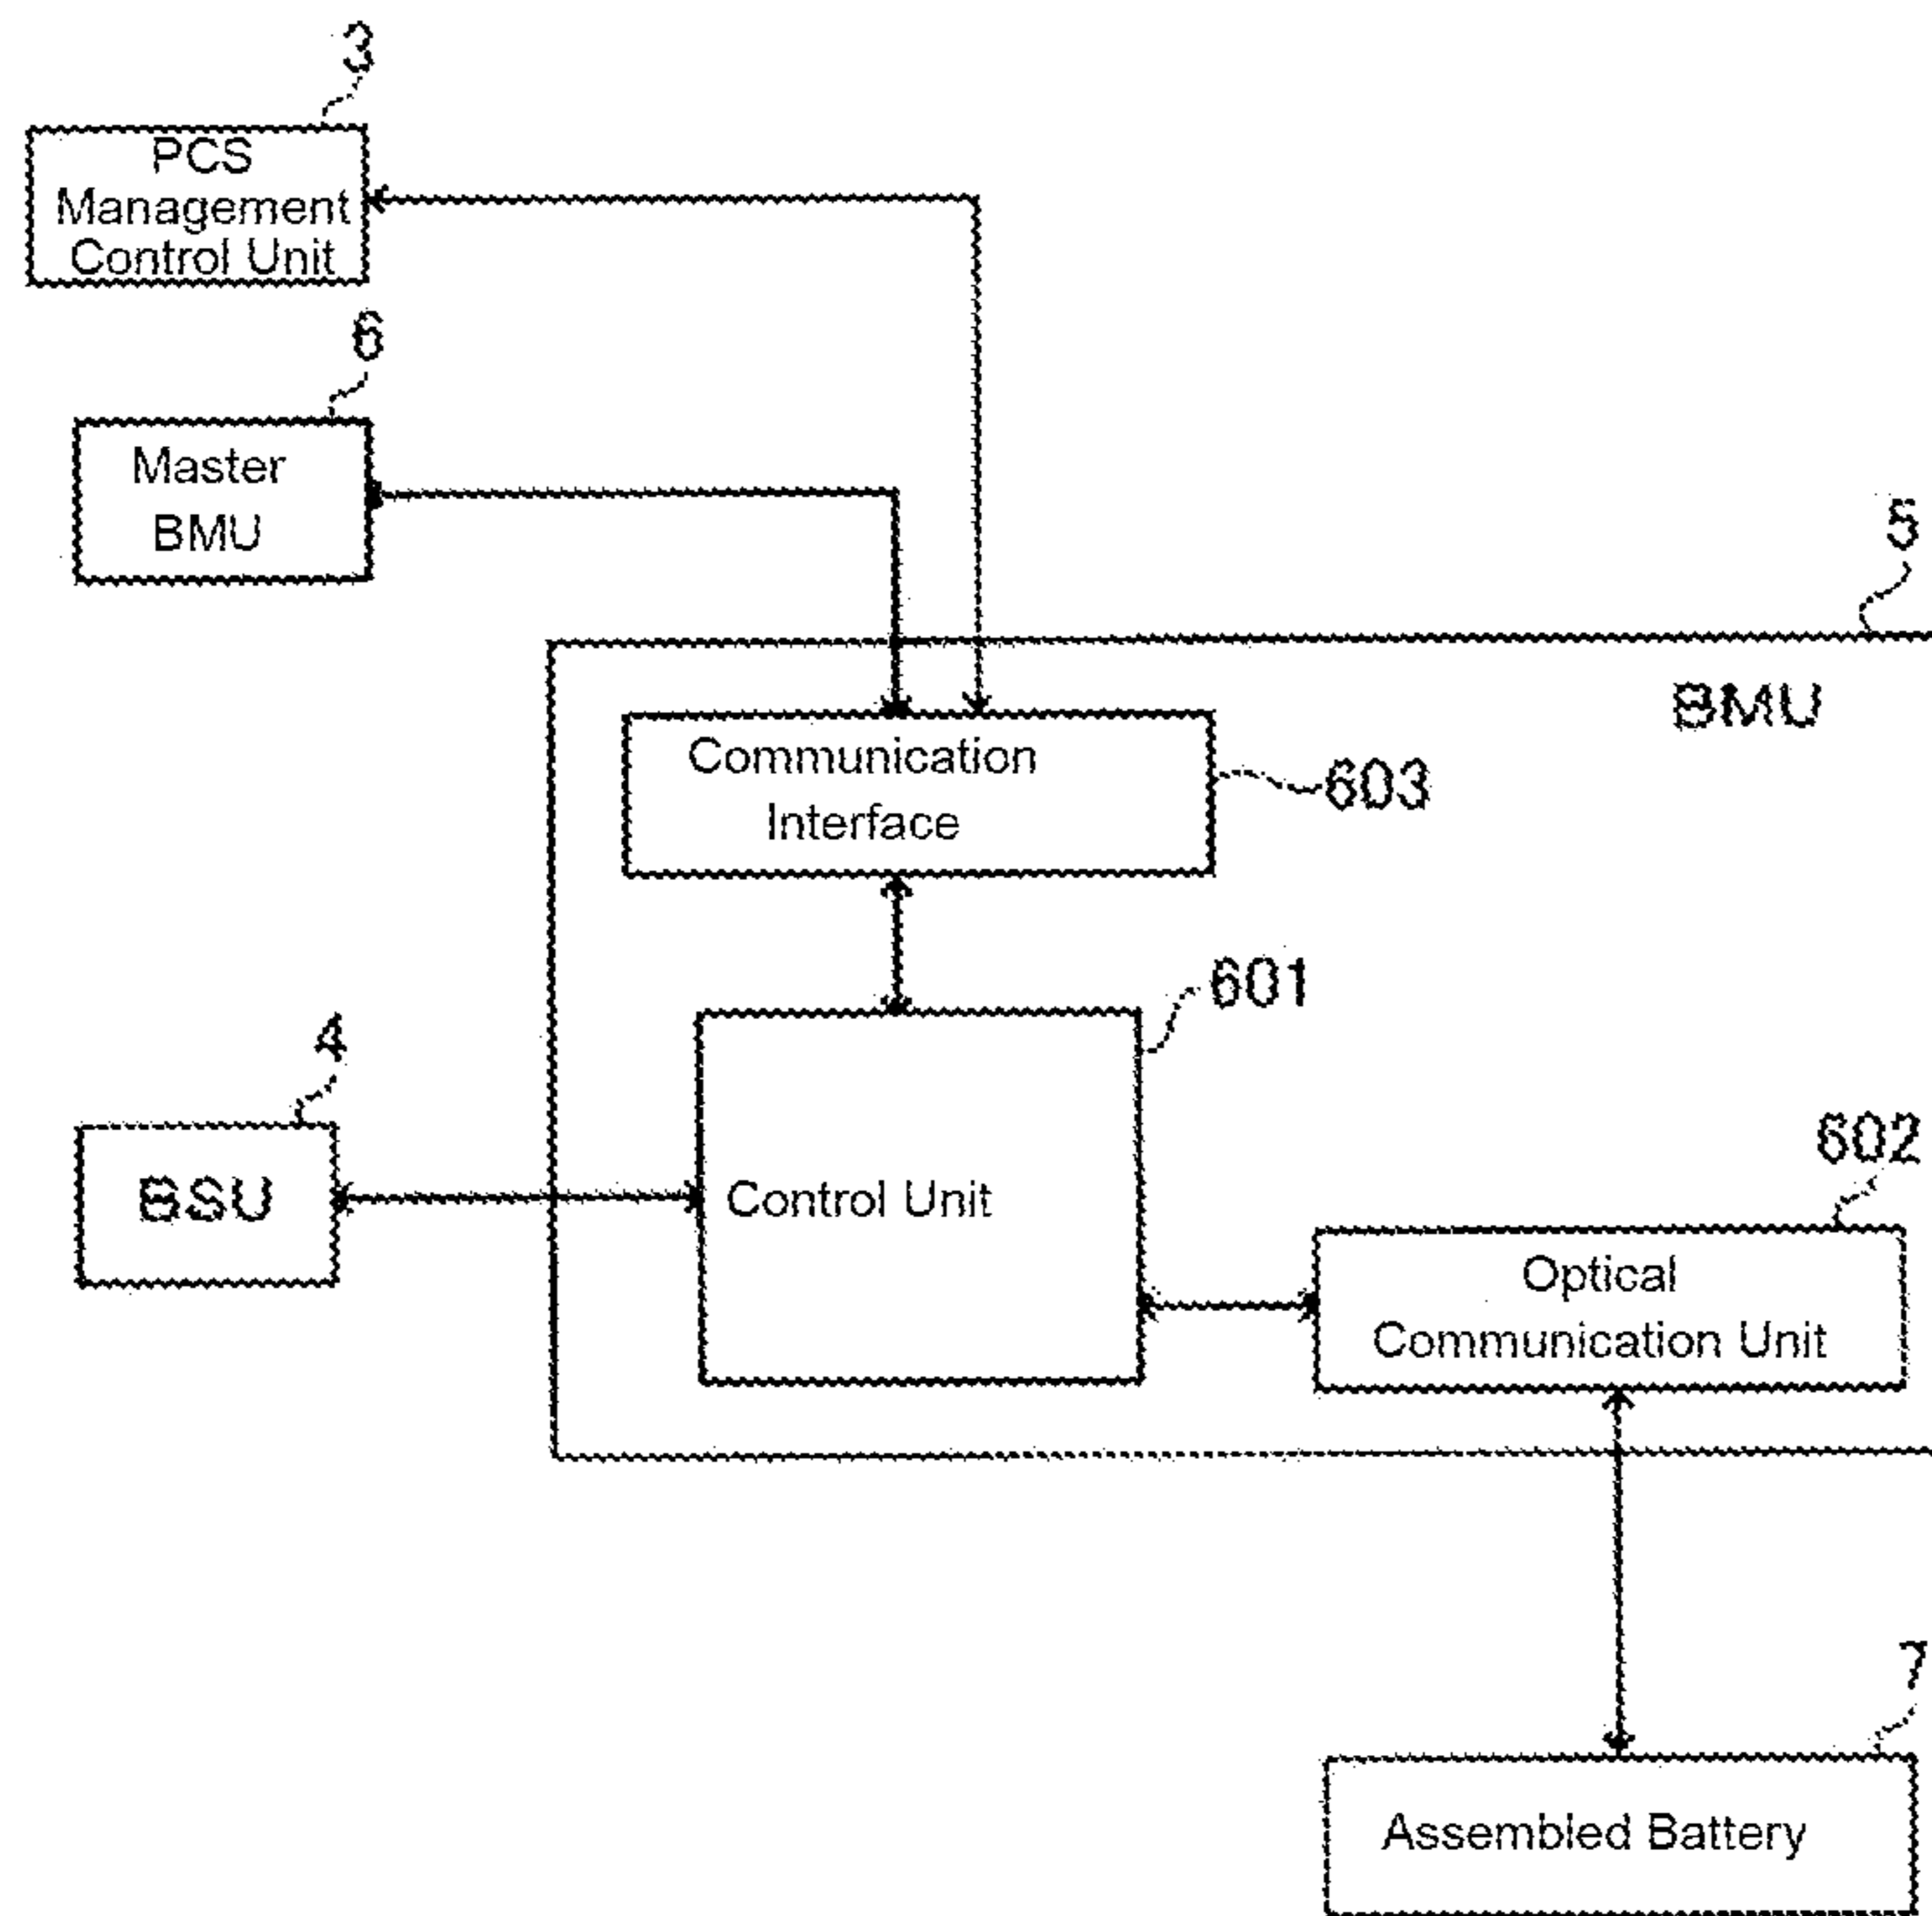 3
PCS
Management
Control Unit
6
Master
BMU
5
BMU
Communication
Interface
603
601
4
BSU
Control Unit
602
Optical
Communication Unit
7
Assembled Battery